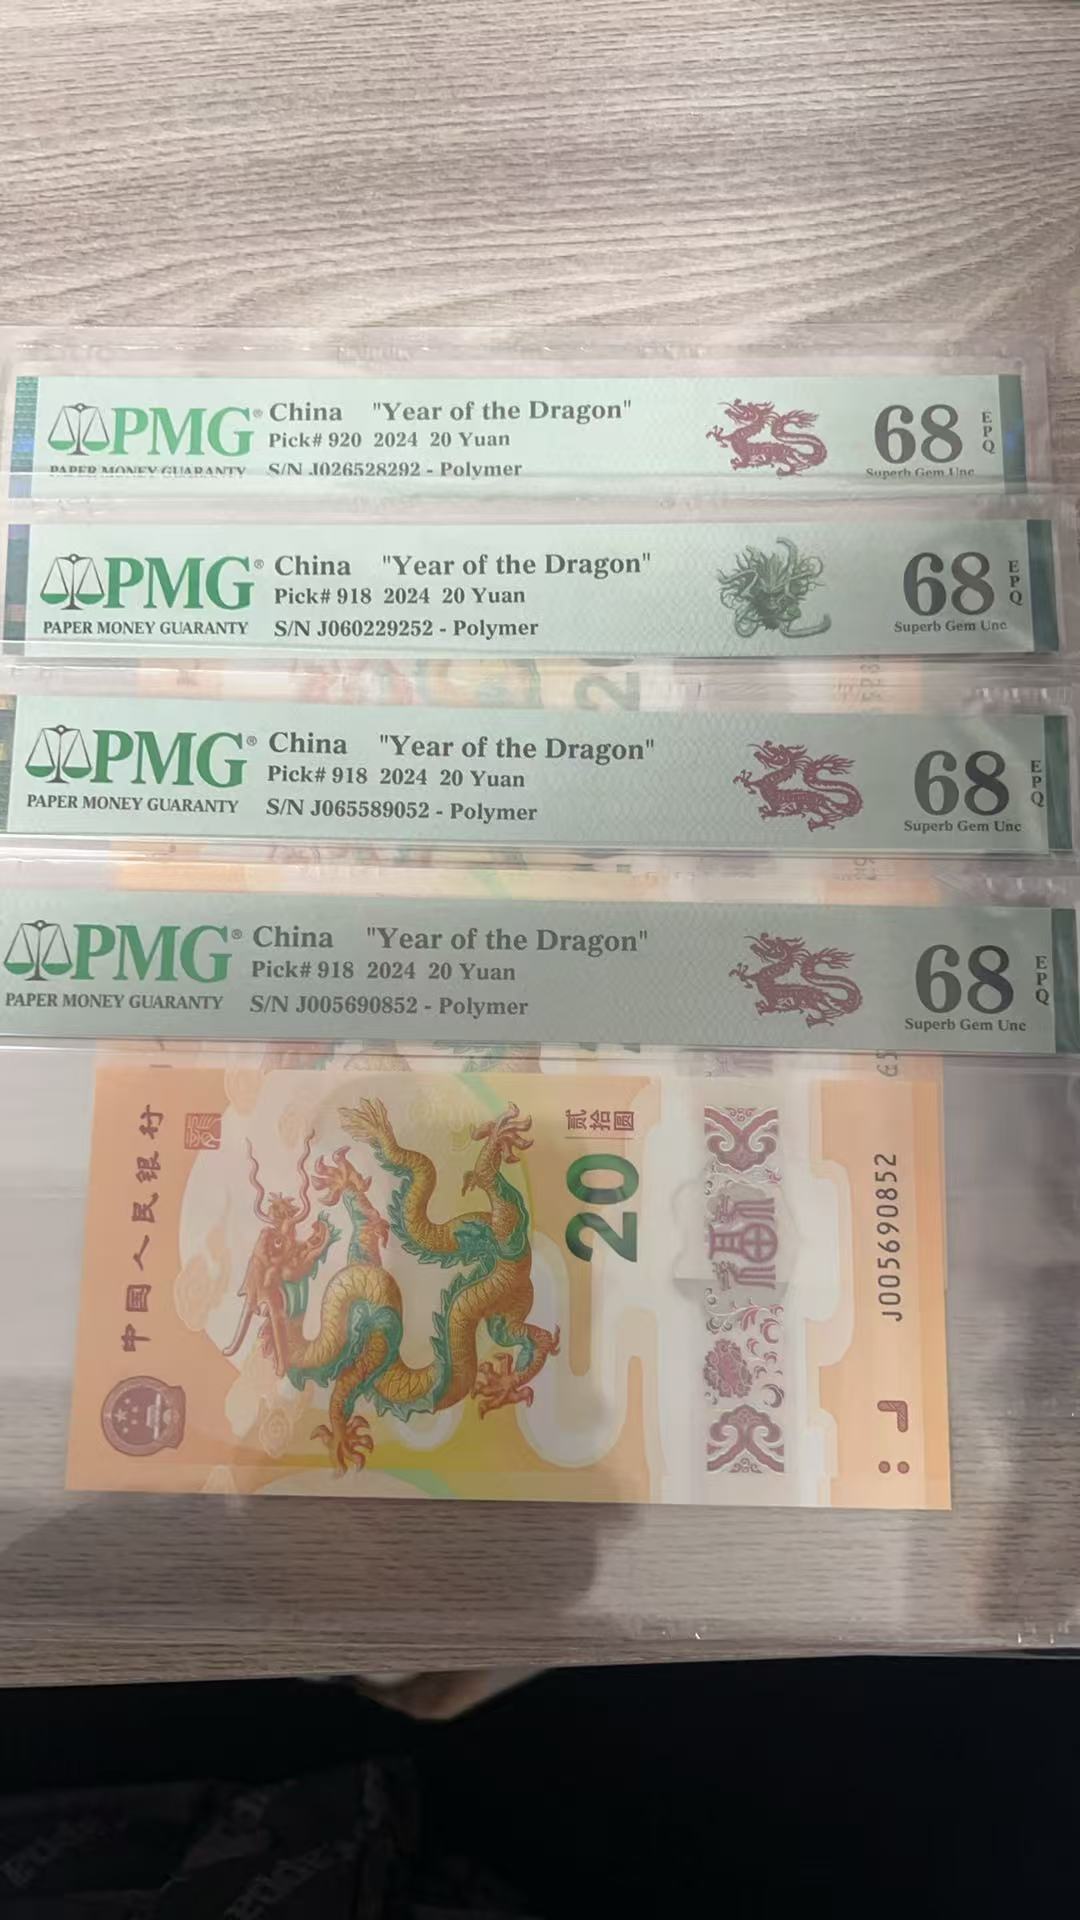 PMG® China "Year of the Dragon" 68 EPQ
Pick# 920 2024 20 Yuan
PAPER MONEY GUARANTY S/N J026528292 - Polymer Superb Gem Unc
PMG® China "Year of the Dragon" 68 EPQ
Pick# 918 2024 20 Yuan
PAPER MONEY GUARANTY S/N J060229252 - Polymer Superb Gem Unc
PMG® China "Year of the Dragon" 68 EPQ
Pick# 918 2024 20 Yuan
PAPER MONEY GUARANTY S/N J065589052 - Polymer Superb Gem Unc
PMG® China "Year of the Dragon" 68 EPQ
Pick# 918 2024 20 Yuan
PAPER MONEY GUARANTY S/N J005690852 - Polymer Superb Gem Unc
中国人民银行
贰拾圆
20
J005690852